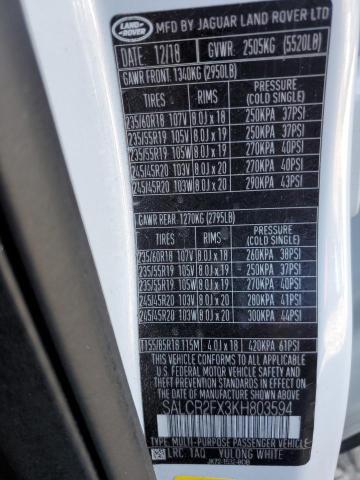 LAND-
ROVER
MFD BY JAGUAR LAND ROVER LTD
DATE: 12/18 GVWR: 2505KG (5520LB)
GAWR FRONT: 1340KG (2950LB)
TIRES RIMS PRESSURE (COLD SINGLE)
235/60R18 107V 8.0J x 18 250KPA 37PSI
235/55R19 105V 8.0J x 19 250KPA 37PSI
235/55R19 105W 8.0J x 19 270KPA 40PSI
245/45R20 103V 8.0J x 20 270KPA 40PSI
245/45R20 103W 8.0J x 20 290KPA 43PSI
GAWR REAR: 1270KG (2795LB)
TIRES RIMS PRESSURE (COLD SINGLE)
235/60R18 107V 8.0J x 18 260KPA 38PSI
235/55R19 105V 8.0J x 19 250KPA 37PSI
235/55R19 105W 8.0J x 19 270KPA 40PSI
245/45R20 103V 8.0J x 20 280KPA 41PSI
245/45R20 103W 8.0J x 20 300KPA 44PSI
T155/85R18 115M 4.0J x 18 420KPA 61PSI
THIS VEHICLE CONFORMS TO ALL APPLICABLE
U.S. FEDERAL MOTOR VEHICLE SAFETY
AND THEFT PREVENTION STANDARDS IN EFFECT
ON THE DATE OF MANUFACTURE SHOWN ABOVE.
SALCR2FX3KH803594
TYPE: MULTI-PURPOSE PASSENGER VEHICLE
LRC: 1AQ YULONG WHITE